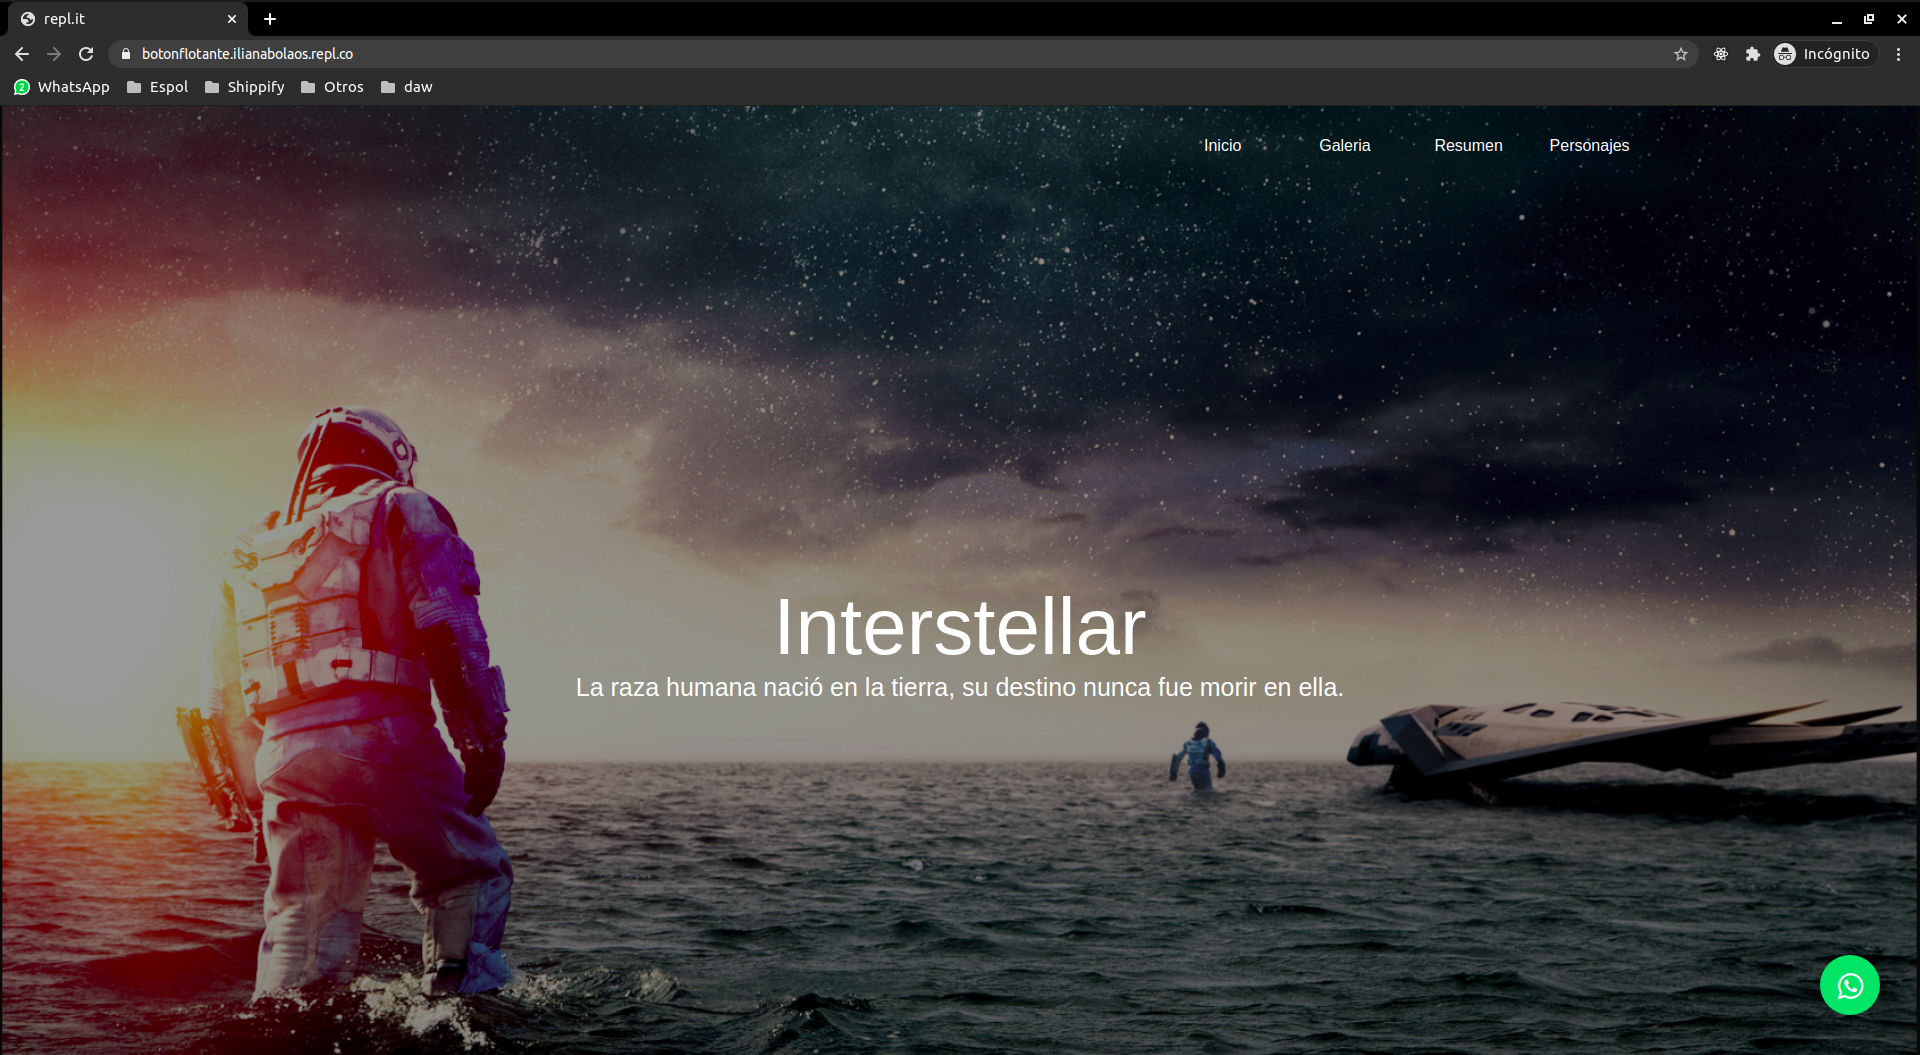 repl.it
botonflotante.ilianabolaos.repl.co
Incógnito
2 WhatsApp Espol Shippify Otros daw
Inicio Galeria Resumen Personajes
Interstellar
La raza humana nació en la tierra, su destino nunca fue morir en ella.